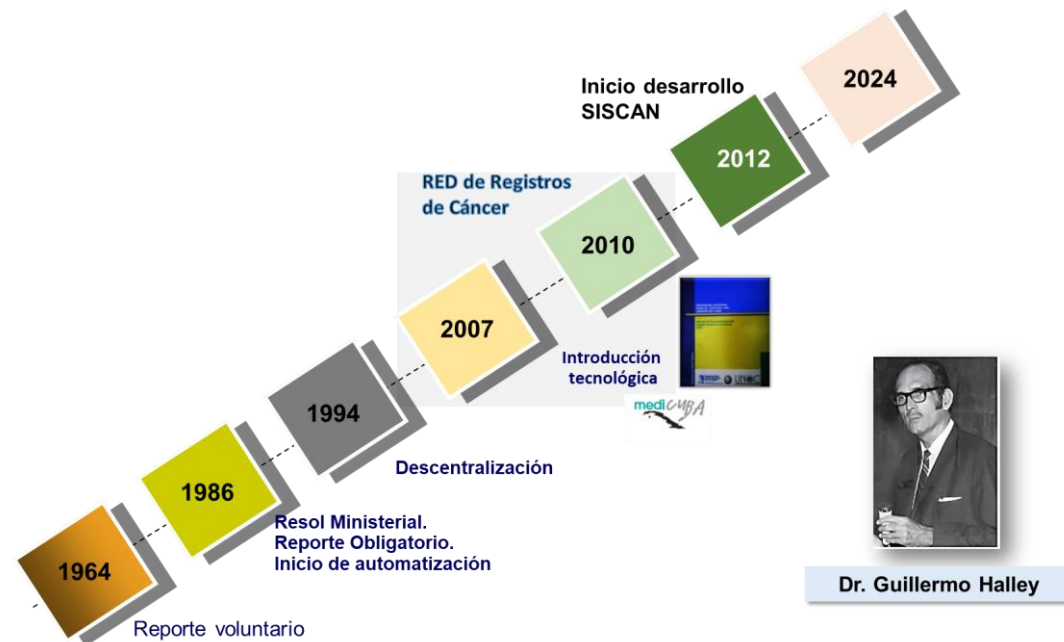 2024
Inicio desarrollo
SISCAN
2012
RED de Registros
de Cáncer
2010
2007
Introducción
tecnológica
mediCUBA
1994
Descentralización
1986
Resol Ministerial.
Reporte Obligatorio.
Inicio de automatización
1964
Reporte voluntario
Dr. Guillermo Halley